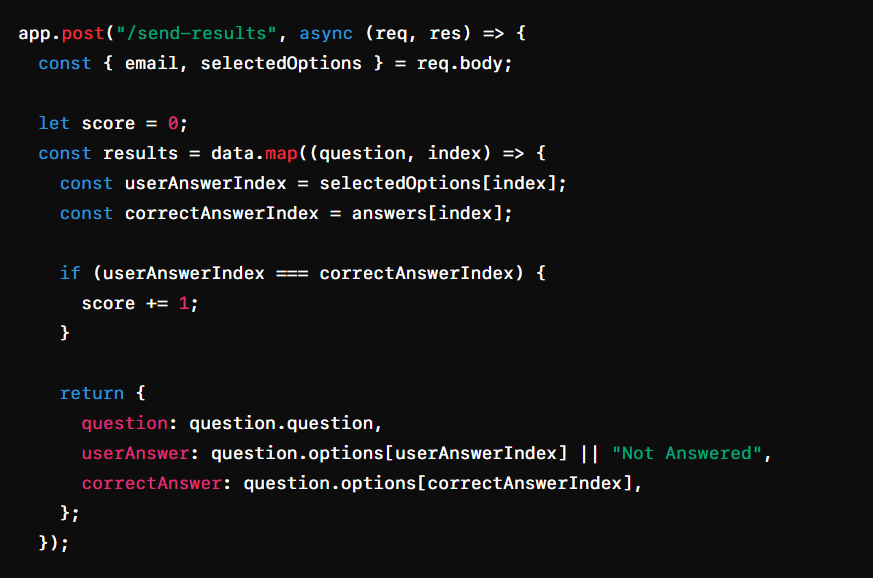 app.post("/send-results", async (req, res) => {
  const { email, selectedOptions } = req.body;

  let score = 0;
  const results = data.map((question, index) => {
    const userAnswerIndex = selectedOptions[index];
    const correctAnswerIndex = answers[index];

    if (userAnswerIndex === correctAnswerIndex) {
      score += 1;
    }

    return {
      question: question.question,
      userAnswer: question.options[userAnswerIndex] || "Not Answered",
      correctAnswer: question.options[correctAnswerIndex],
    };
  });